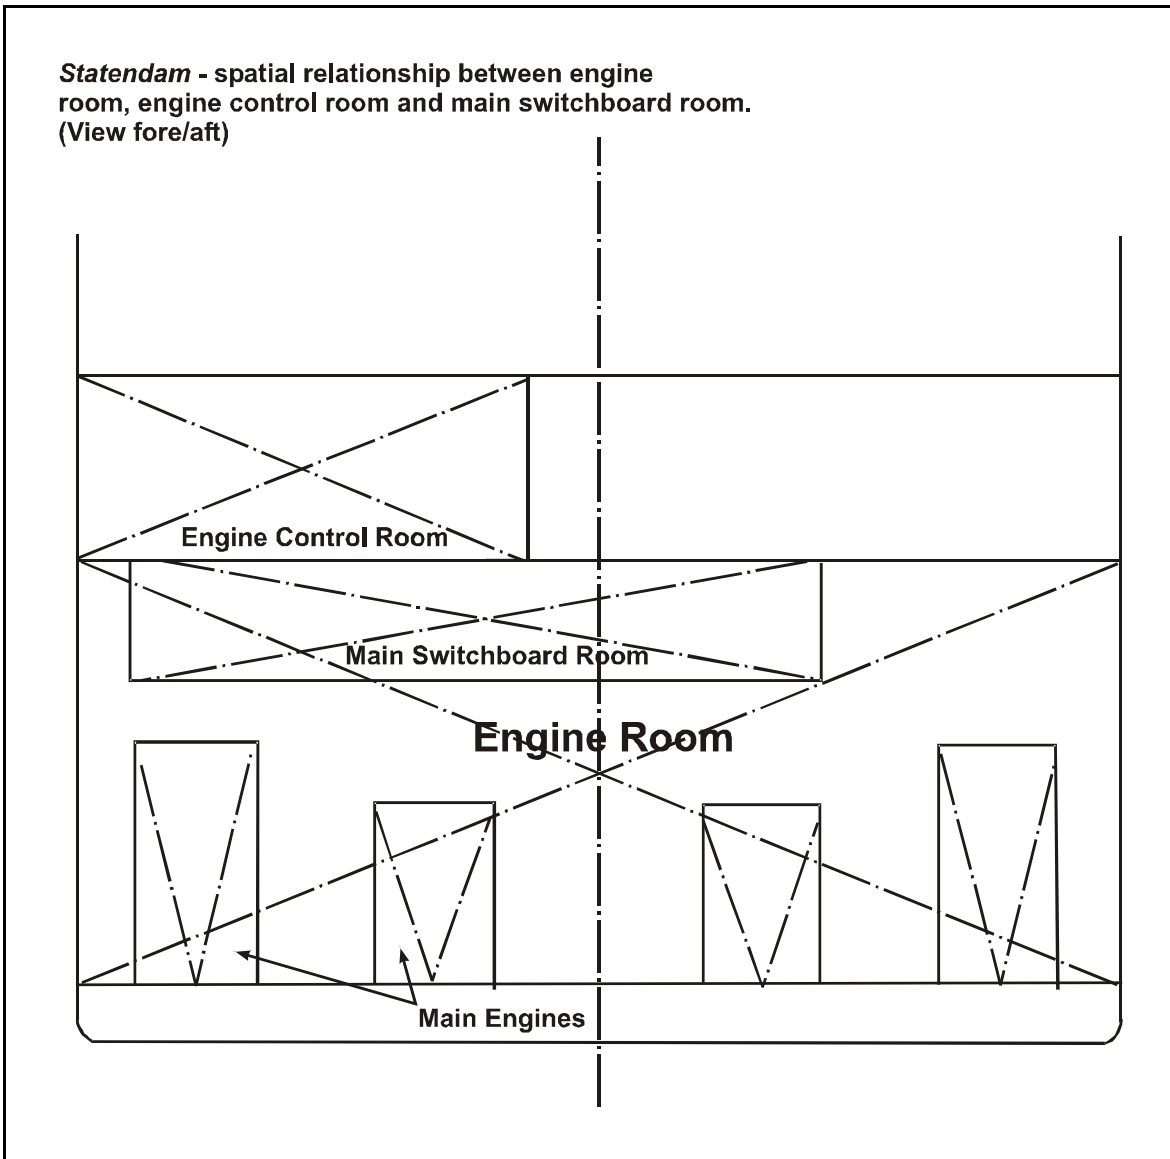 Statendam - spatial relationship between engine
room, engine control room and main switchboard room.
(View fore/aft)
Engine Control Room
Main Switchboard Room
Engine Room
Main Engines